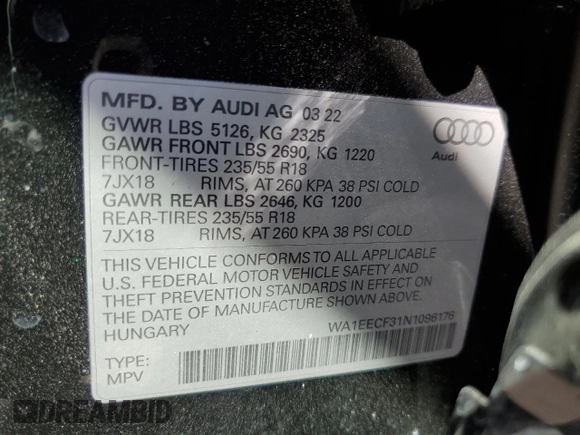 MFD. BY AUDI AG 03 22
GVWR LBS 5126, KG 2325
GAWR FRONT LBS 2690, KG 1220
FRONT-TIRES 235/55 R18
7JX18 RIMS, AT 260 KPA 38 PSI COLD
GAWR REAR LBS 2646, KG 1200
REAR-TIRES 235/55 R18
7JX18 RIMS, AT 260 KPA 38 PSI COLD
Audi
THIS VEHICLE CONFORMS TO ALL APPLICABLE
U.S. FEDERAL MOTOR VEHICLE SAFETY AND
THEFT PREVENTION STANDARDS IN EFFECT ON
THE DATE OF MANUFACTURE SHOWN ABOVE.
HUNGARY WA1EECF31N1096176
TYPE:
MPV
DREAMBID